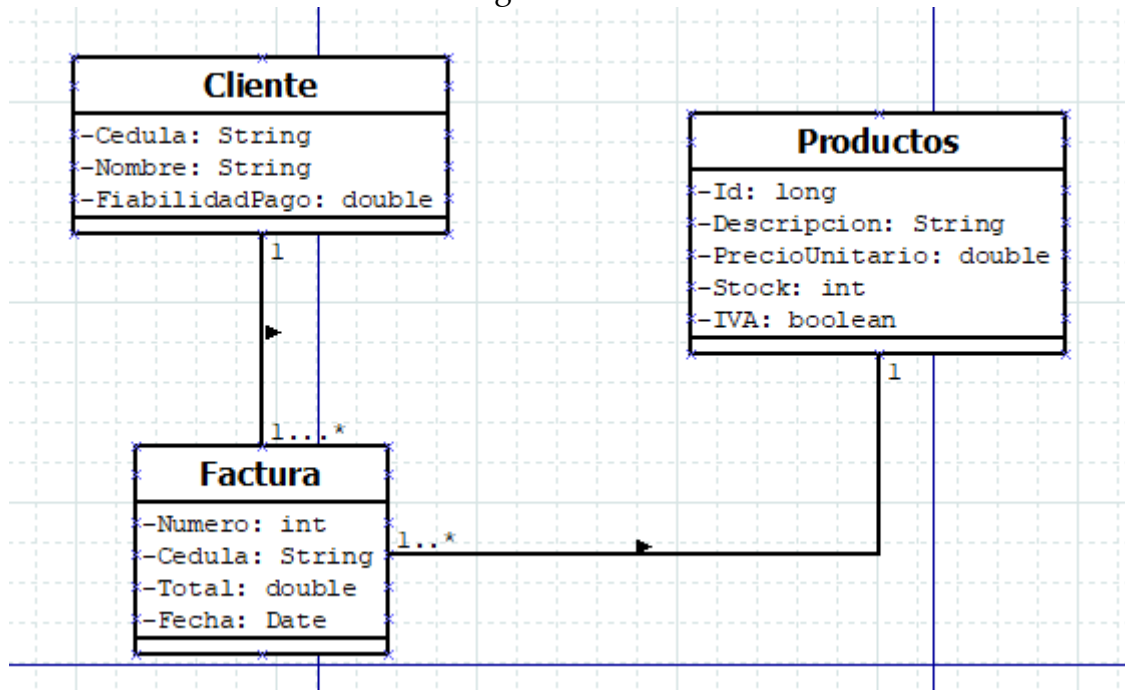 Cliente
-Cedula: String
-Nombre: String
-FiabilidadPago: double
1
1...*
Productos
-Id: long
-Descripcion: String
-PrecioUnitario: double
-Stock: int
-IVA: boolean
1
Factura
-Numero: int
-Cedula: String
-Total: double
-Fecha: Date
1..*